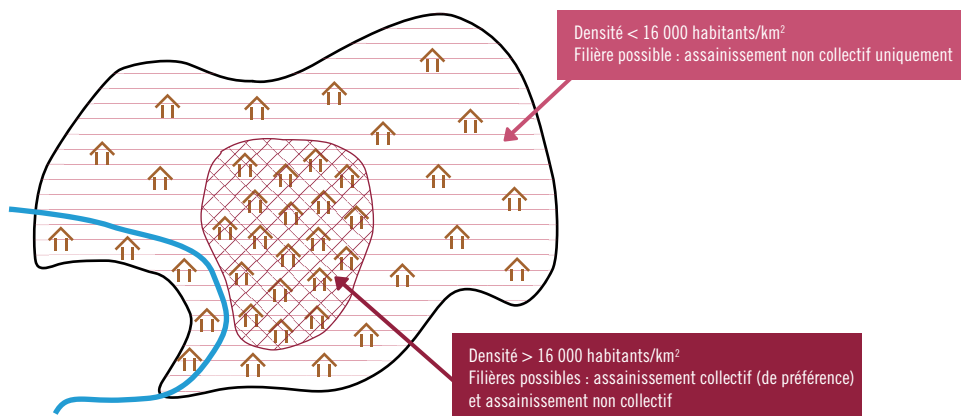 Densité < 16 000 habitants/km²
Filière possible : assainissement non collectif uniquement
Densité > 16 000 habitants/km²
Filières possibles : assainissement collectif (de préférence)
et assainissement non collectif